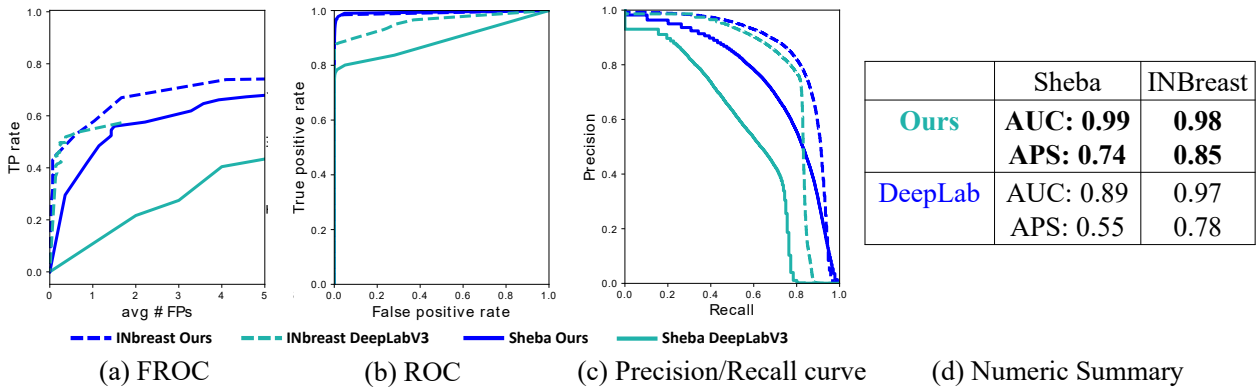 1.0
0.8
0.6
0.4
0.2
0.0
TP rate
0 1 2 3 4 5
avg # FPs
1.0
0.8
0.6
0.4
0.2
0.0
True positive rate
0.0 0.2 0.4 0.6 0.8 1.0
False positive rate
1.0
0.8
0.6
0.4
0.2
0.0
Precision
0.0 0.2 0.4 0.6 0.8 1.0
Recall
Sheba INBreast
Ours AUC: 0.99 0.98
APS: 0.74 0.85
DeepLab AUC: 0.89 0.97
APS: 0.55 0.78
INbreast Ours INbreast DeepLabV3 Sheba Ours Sheba DeepLabV3
(a) FROC (b) ROC (c) Precision/Recall curve (d) Numeric Summary